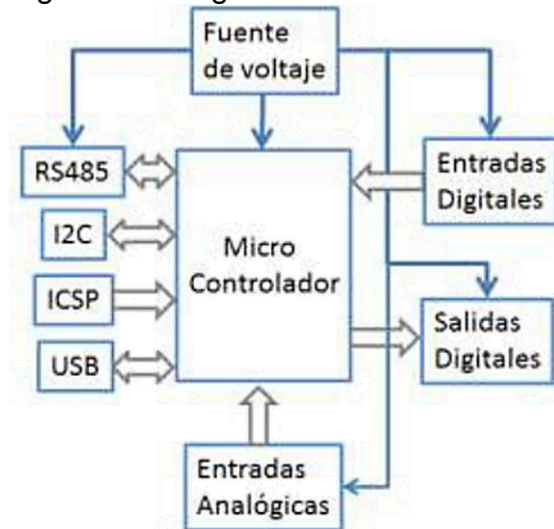 Fuente
de voltaje
RS485
Entradas
Digitales
I2C
Micro
Controlador
ICSP
Salidas
Digitales
USB
Entradas
Analógicas